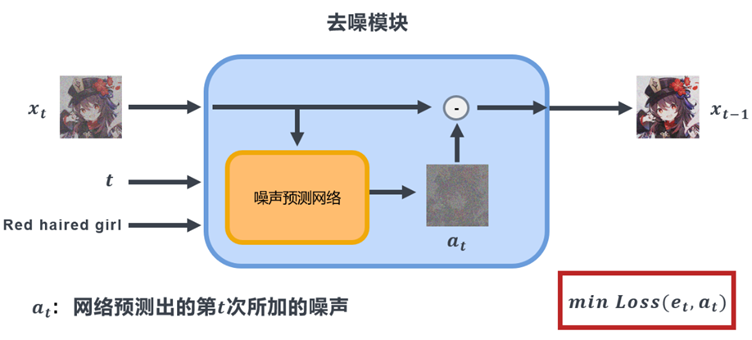 去噪模块
x_t
x_{t-1}
t
噪声预测网络
Red haired girl
a_t
a_t: 网络预测出的第t次所加的噪声
min Loss(e_t, a_t)